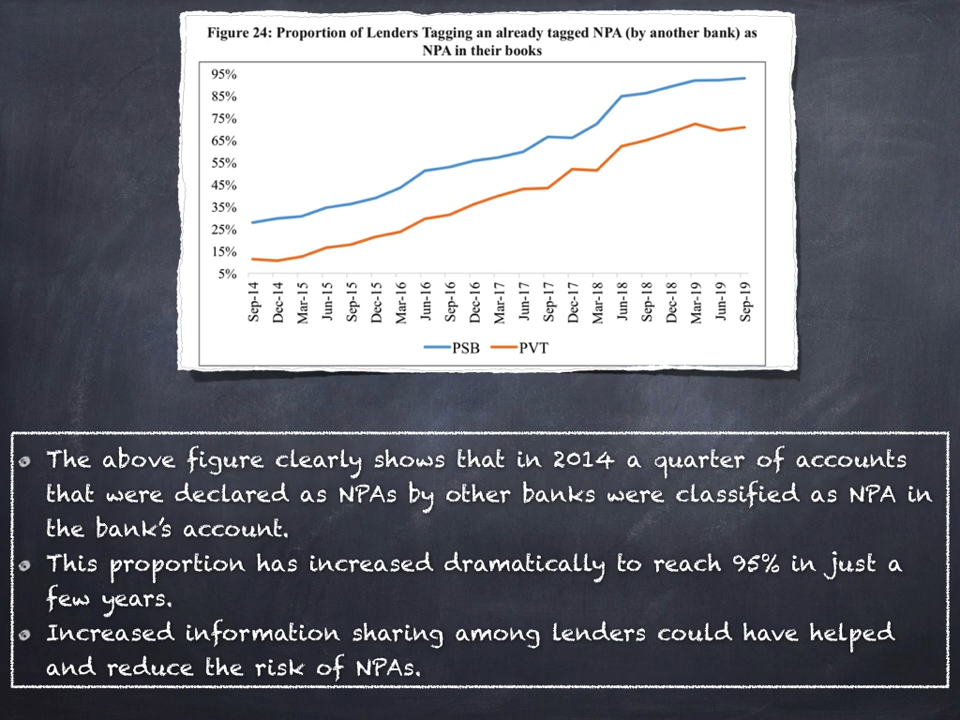 Figure 24: Proportion of Lenders Tagging an already tagged NPA (by another bank) as
NPA in their books
95%
85%
75%
65%
55%
45%
35%
25%
15%
5%
Sep-14
Dec-14
Mar-15
Jun-15
Sep-15
Dec-15
Mar-16
Jun-16
Sep-16
Dec-16
Mar-17
Jun-17
Sep-17
Dec-17
Mar-18
Jun-18
Sep-18
Dec-18
Mar-19
Jun-19
Sep-19
PSB PVT
The above figure clearly shows that in 2014 a quarter of accounts
that were declared as NPAs by other banks were classified as NPA in
the bank's account.
This proportion has increased dramatically to reach 95% in just a
few years.
Increased information sharing among lenders could have helped
and reduce the risk of NPAs.